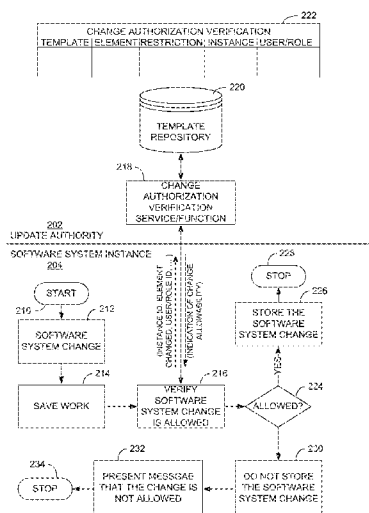 222
CHANGE AUTHORIZATION VERIFICATION
TEMPLATE ELEMENT RESTRICTION INSTANCE USER/ROLE
220
TEMPLATE
REPOSITORY
218
CHANGE
AUTHORIZATION
VERIFICATION
SERVICE/FUNCTION
202
UPDATE AUTHORITY
SOFTWARE SYSTEM INSTANCE
204
START
210
212
SOFTWARE
SYSTEM CHANGE
214
SAVE WORK
(INSTANCE ID, ELEMENT
CHANGED, USER/ROLE ID, ...)
(INDICATION OF CHANGE
ALLOWABILITY)
216
VERIFY
SOFTWARE
SYSTEM CHANGE
IS ALLOWED
STOP
226
STORE THE
SOFTWARE
SYSTEM CHANGE
YES
224
ALLOWED?
DO NOT STORE
THE SOFTWARE
SYSTEM CHANGE
232
PRESENT MESSGAE
THAT THE CHANGE IS
NOT ALLOWED
234
STOP